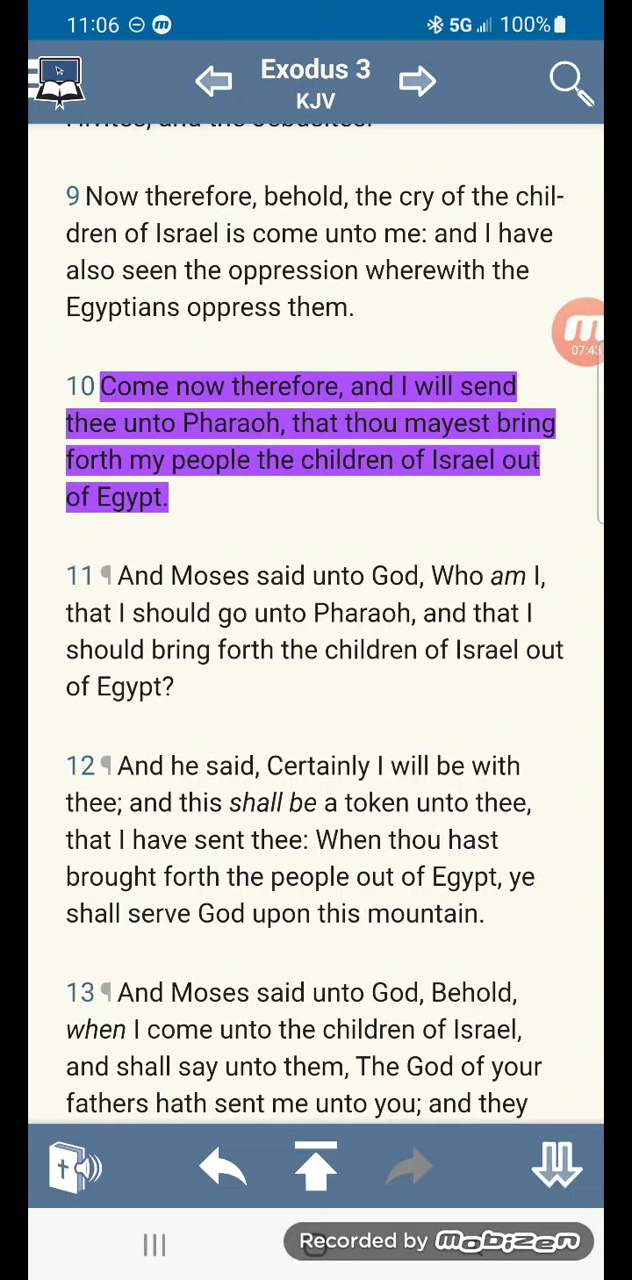 11:06
5G 100%
Exodus 3
KJV
9 Now therefore, behold, the cry of the chil-
dren of Israel is come unto me: and I have
also seen the oppression wherewith the
Egyptians oppress them.
10 Come now therefore, and I will send
thee unto Pharaoh, that thou mayest bring
forth my people the children of Israel out
of Egypt.
07:43
11 ¶ And Moses said unto God, Who am I,
that I should go unto Pharaoh, and that I
should bring forth the children of Israel out
of Egypt?
12 ¶ And he said, Certainly I will be with
thee; and this shall be a token unto thee,
that I have sent thee: When thou hast
brought forth the people out of Egypt, ye
shall serve God upon this mountain.
13 ¶ And Moses said unto God, Behold,
when I come unto the children of Israel,
and shall say unto them, The God of your
fathers hath sent me unto you; and they
Recorded by mobizen